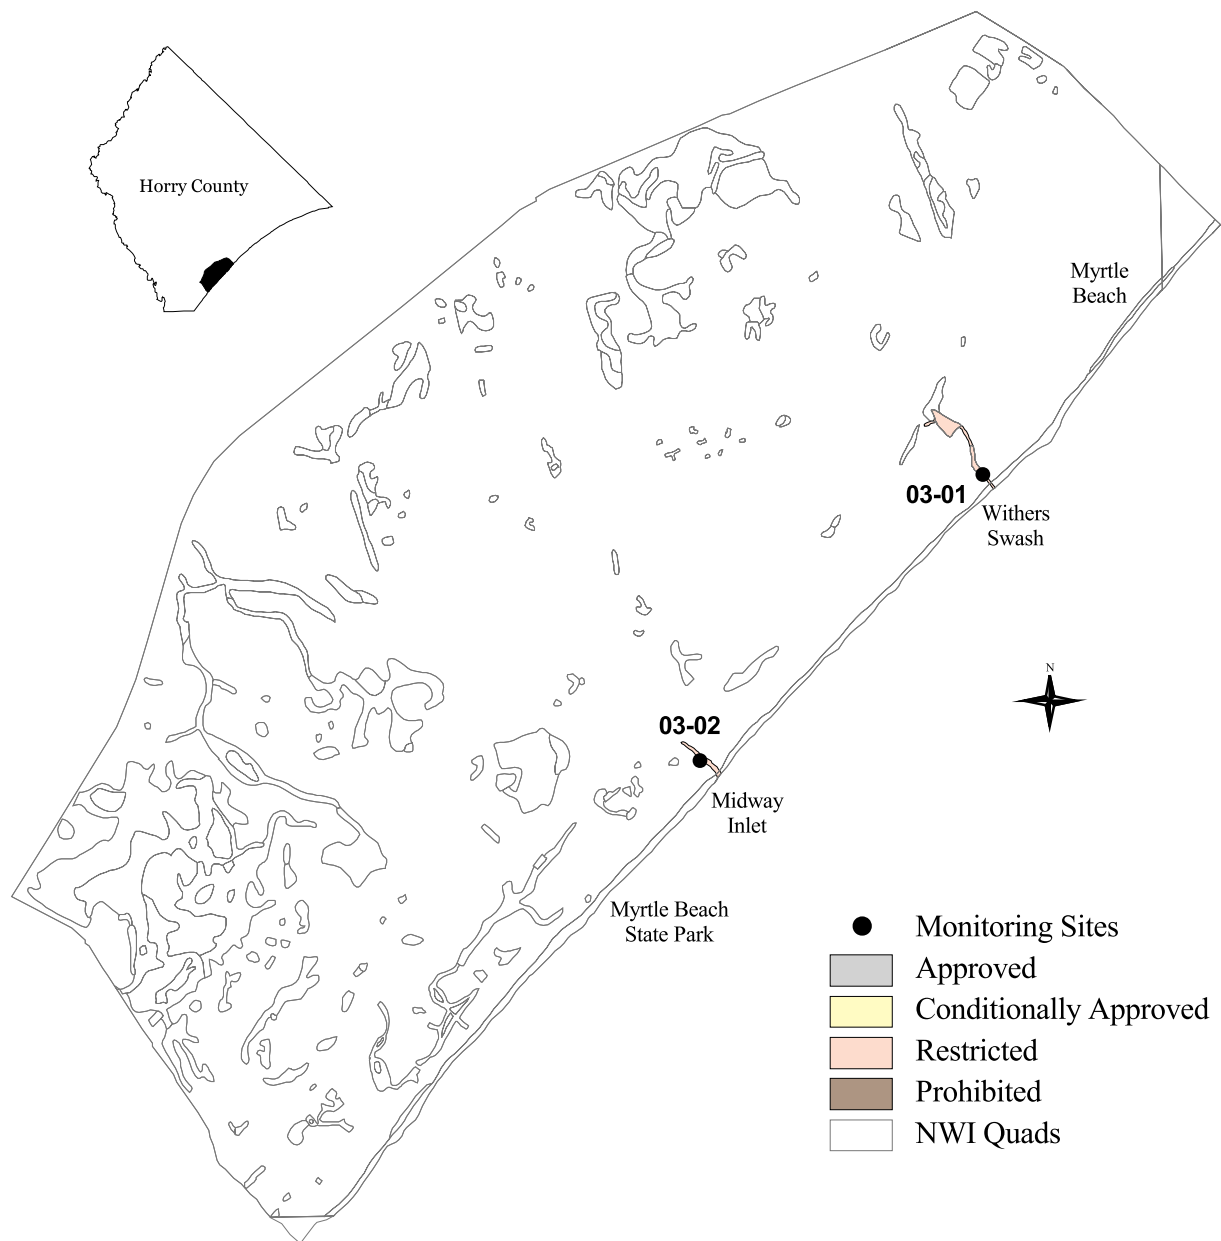 Horry County
Myrtle
Beach
03-01
Withers
Swash
N
03-02
Midway
Inlet
Myrtle Beach
State Park
Monitoring Sites
Approved
Conditionally Approved
Restricted
Prohibited
NWI Quads